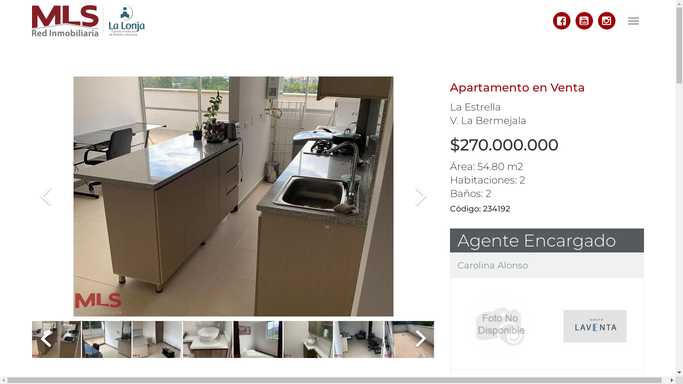 MLS
Red Inmobiliaria
La Lonja
Apartamento en Venta
La Estrella
V. La Bermejala
$270.000.000
Área: 54.80 m2
Habitaciones: 2
Baños: 2
Código: 234192
MLS
Agente Encargado
Carolina Alonso
Foto No
Disponible
LAVENTA